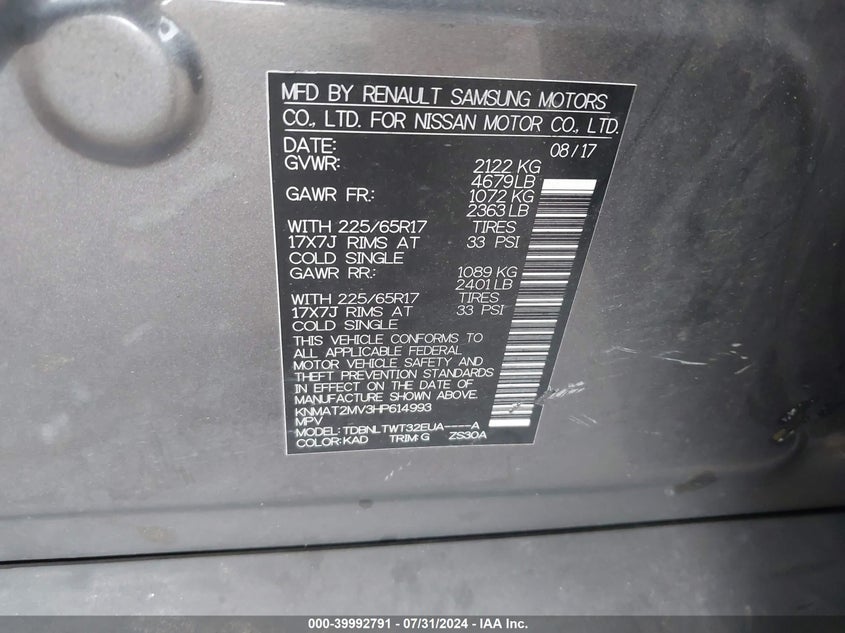 MFD BY RENAULT SAMSUNG MOTORS
CO., LTD. FOR NISSAN MOTOR CO., LTD.
DATE: 08/17
GVWR: 2122 KG
4679 LB
GAWR FR.: 1072 KG
2363 LB
WITH 225/65R17 TIRES
17X7J RIMS AT 33 PSI
COLD SINGLE
GAWR RR.: 1089 KG
2401 LB
WITH 225/65R17 TIRES
17X7J RIMS AT 33 PSI
COLD SINGLE
THIS VEHICLE CONFORMS TO
ALL APPLICABLE FEDERAL
MOTOR VEHICLE SAFETY AND
THEFT PREVENTION STANDARDS
IN EFFECT ON THE DATE OF
MANUFACTURE SHOWN ABOVE.
KNMAT2MV3HP614993
MPV
MODEL: TDBNLTWT32EUA----A
COLOR: KAD TRIM: G ZS30A
000-39992791 - 07/31/2024 - IAA Inc.